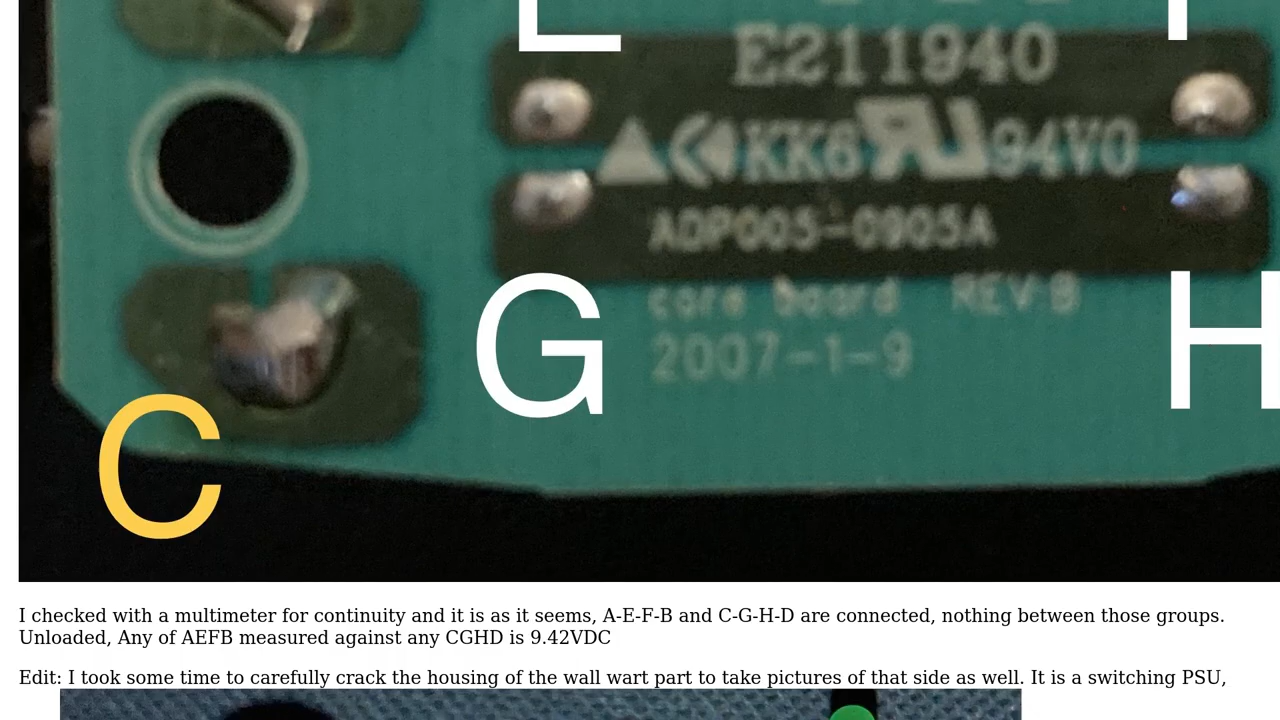 E211940
KK6 94V0
ADP005-0905A
core board REV:B
2007-1-9
G
H
C
I checked with a multimeter for continuity and it is as it seems, A-E-F-B and C-G-H-D are connected, nothing between those groups.
Unloaded, Any of AEFB measured against any CGHD is 9.42VDC
Edit: I took some time to carefully crack the housing of the wall wart part to take pictures of that side as well. It is a switching PSU,